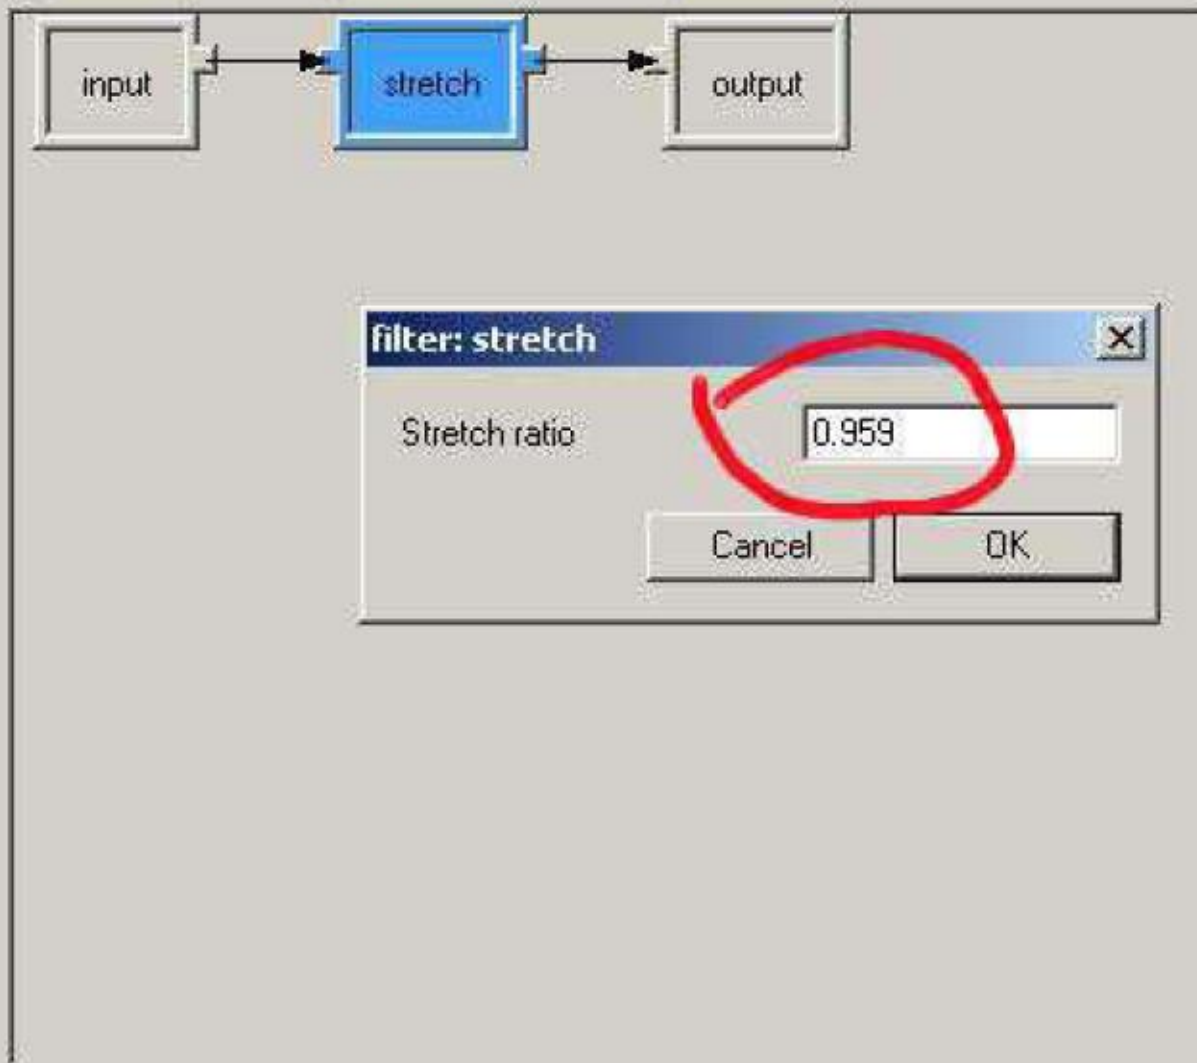 input
stretch
output
filter: stretch
Stretch ratio
0.959
Cancel
OK